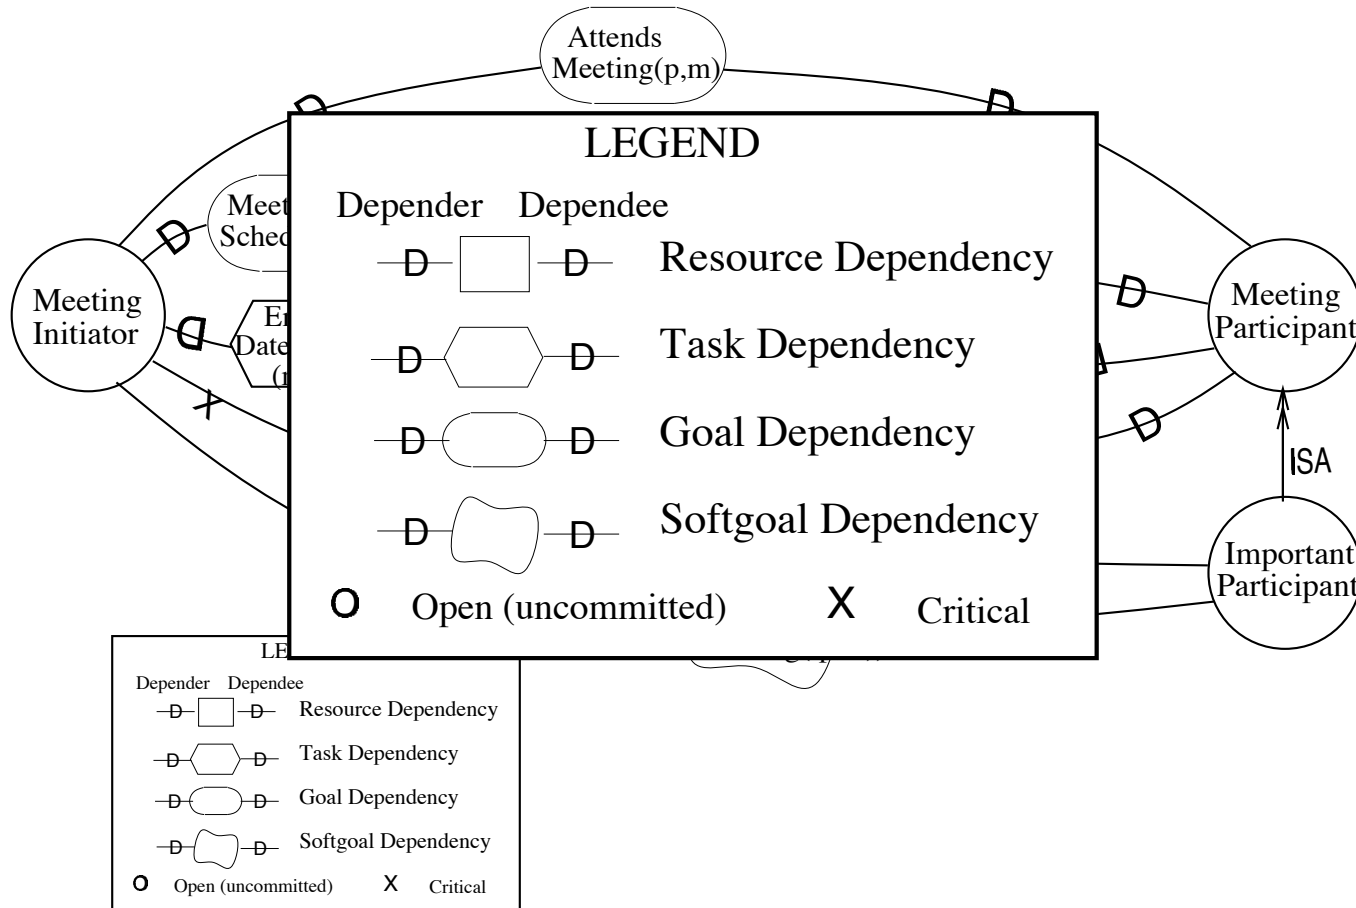 Attends
Meeting(p,m)
D
D
LEGEND
Depender Dependee
D D Resource Dependency
D D Task Dependency
D D Goal Dependency
D D Softgoal Dependency
O Open (uncommitted) X Critical
D
Meeting
Initiator
D
X
D
Meeting
Participant
D
ISA
Important
Participant
Depender Dependee
D D Resource Dependency
D D Task Dependency
D D Goal Dependency
D D Softgoal Dependency
O Open (uncommitted) X Critical